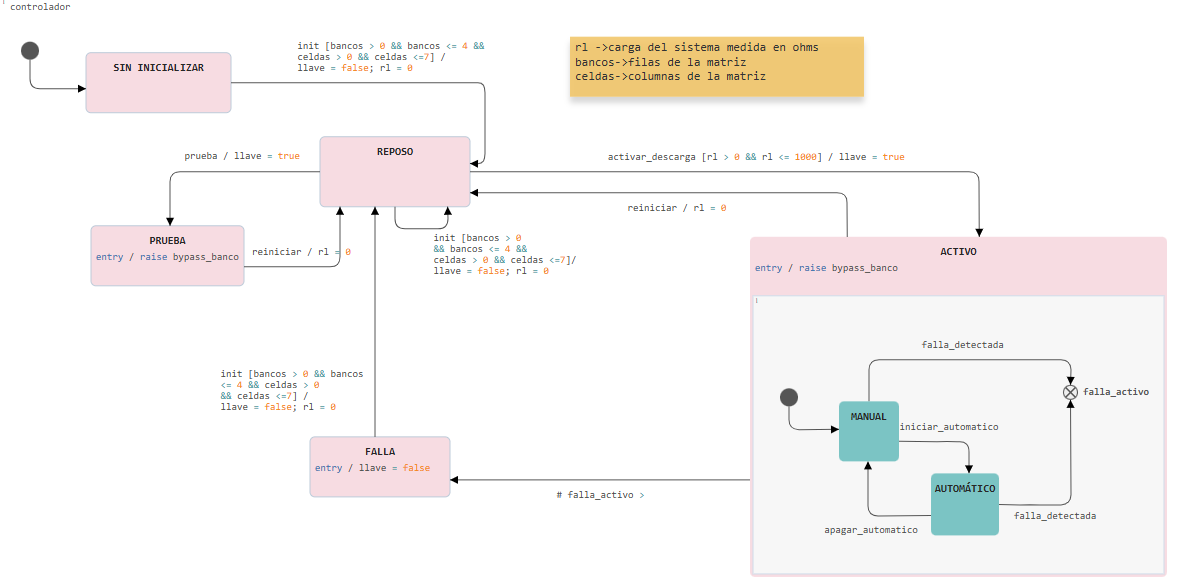 controlador
init [bancos > 0 && bancos <= 4 &&
celdas > 0 && celdas <=7] /
llave = false; rl = 0
rl ->carga del sistema medida en ohms
bancos->filas de la matriz
celdas->columnas de la matriz
SIN INICIALIZAR
REPOSO
prueba / llave = true
activar_descarga [rl > 0 && rl <= 1000] / llave = true
reiniciar / rl = 0
PRUEBA
entry / raise bypass_banco
reiniciar / rl = 0
init [bancos > 0
&& bancos <= 4 &&
celdas > 0 && celdas <=7]/
llave = false; rl = 0
ACTIVO
entry / raise bypass_banco
falla_detectada
falla_activo
MANUAL
iniciar_automatico
AUTOMÁTICO
falla_detectada
apagar_automatico
init [bancos > 0 && bancos
<= 4 && celdas > 0
&& celdas <=7] /
llave = false; rl = 0
FALLA
entry / llave = false
# falla_activo >